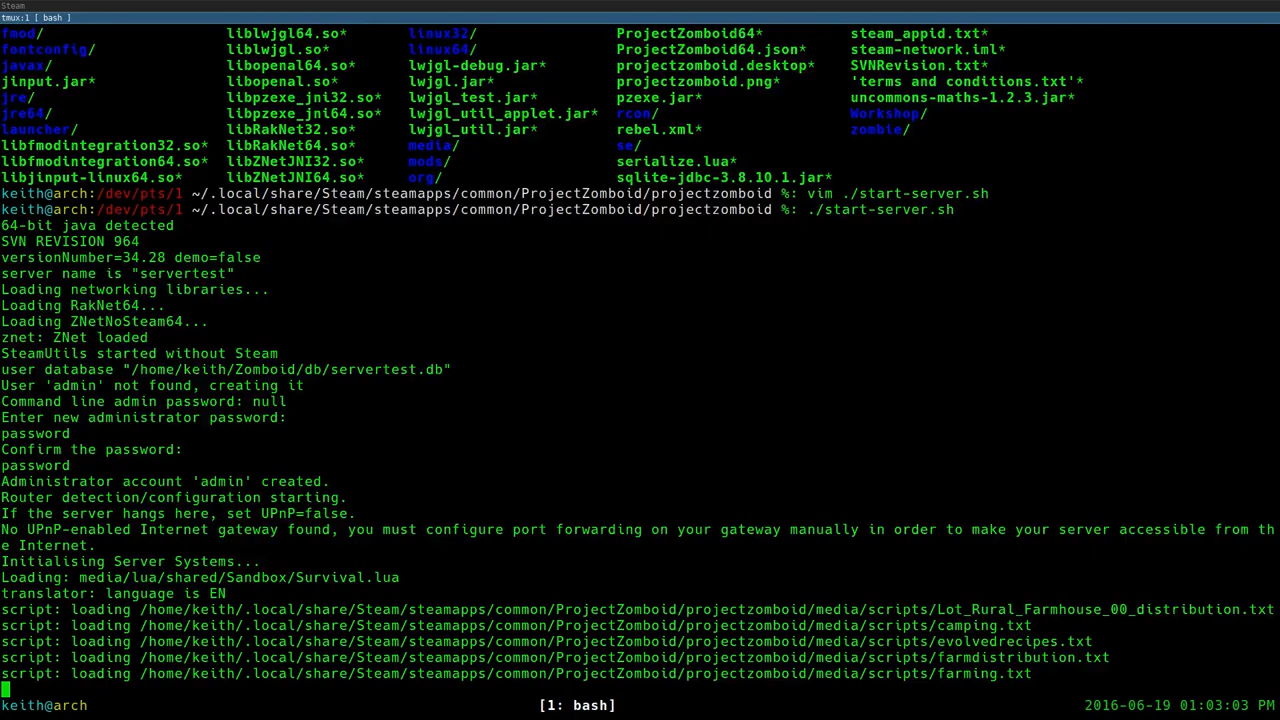 Steam
tmux:1 [ bash ]
fmod/ liblwjgl64.so* linux32/ ProjectZomboid64* steam_appid.txt*
fontconfig/ liblwjgl.so* linux64/ ProjectZomboid64.json* steam-network.iml*
javax/ libopenal64.so* lwjgl-debug.jar* projectzomboid.desktop* SVNRevision.txt*
jinput.jar* libopenal.so* lwjgl.jar* projectzomboid.png* 'terms and conditions.txt'*
jre/ libpzexe_jni32.so* lwjgl_test.jar* pzexe.jar* uncommons-maths-1.2.3.jar*
jre64/ libpzexe_jni64.so* lwjgl_util_applet.jar* rcon/ Workshop/
launcher/ libRakNet32.so* lwjgl_util.jar* rebel.xml* zombie/
libfmodintegration32.so* libRakNet64.so* media/ se/
libfmodintegration64.so* libZNetJNI32.so* mods/ serialize.lua*
libjinput-linux64.so* libZNetJNI64.so* org/ sqlite-jdbc-3.8.10.1.jar*
keith@arch:/dev/pts/1 ~/.local/share/Steam/steamapps/common/ProjectZomboid/projectzomboid %: vim ./start-server.sh
keith@arch:/dev/pts/1 ~/.local/share/Steam/steamapps/common/ProjectZomboid/projectzomboid %: ./start-server.sh
64-bit java detected
SVN REVISION 964
versionNumber=34.28 demo=false
server name is "servertest"
Loading networking libraries...
Loading RakNet64...
Loading ZNetNoSteam64...
znet: ZNet loaded
SteamUtils started without Steam
user database "/home/keith/Zomboid/db/servertest.db"
User 'admin' not found, creating it
Command line admin password: null
Enter new administrator password:
password
Confirm the password:
password
Administrator account 'admin' created.
Router detection/configuration starting.
If the server hangs here, set UPnP=false.
No UPnP-enabled Internet gateway found, you must configure port forwarding on your gateway manually in order to make your server accessible from th
e Internet.
Initialising Server Systems...
Loading: media/lua/shared/Sandbox/Survival.lua
translator: language is EN
script: loading /home/keith/.local/share/Steam/steamapps/common/ProjectZomboid/projectzomboid/media/scripts/Lot_Rural_Farmhouse_00_distribution.txt
script: loading /home/keith/.local/share/Steam/steamapps/common/ProjectZomboid/projectzomboid/media/scripts/camping.txt
script: loading /home/keith/.local/share/Steam/steamapps/common/ProjectZomboid/projectzomboid/media/scripts/evolvedrecipes.txt
script: loading /home/keith/.local/share/Steam/steamapps/common/ProjectZomboid/projectzomboid/media/scripts/farmdistribution.txt
script: loading /home/keith/.local/share/Steam/steamapps/common/ProjectZomboid/projectzomboid/media/scripts/farming.txt
keith@arch [1: bash] 2016-06-19 01:03:03 PM